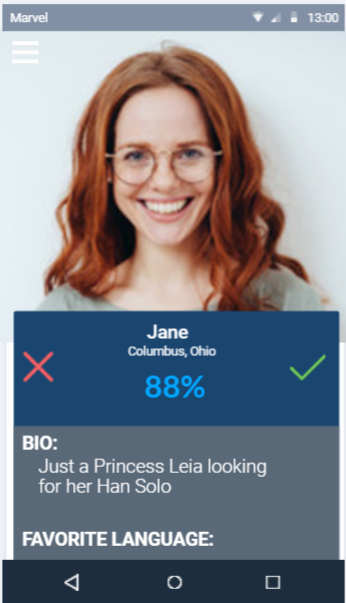 Marvel 13:00
Jane
Columbus, Ohio
88%
BIO:
Just a Princess Leia looking
for her Han Solo
FAVORITE LANGUAGE: